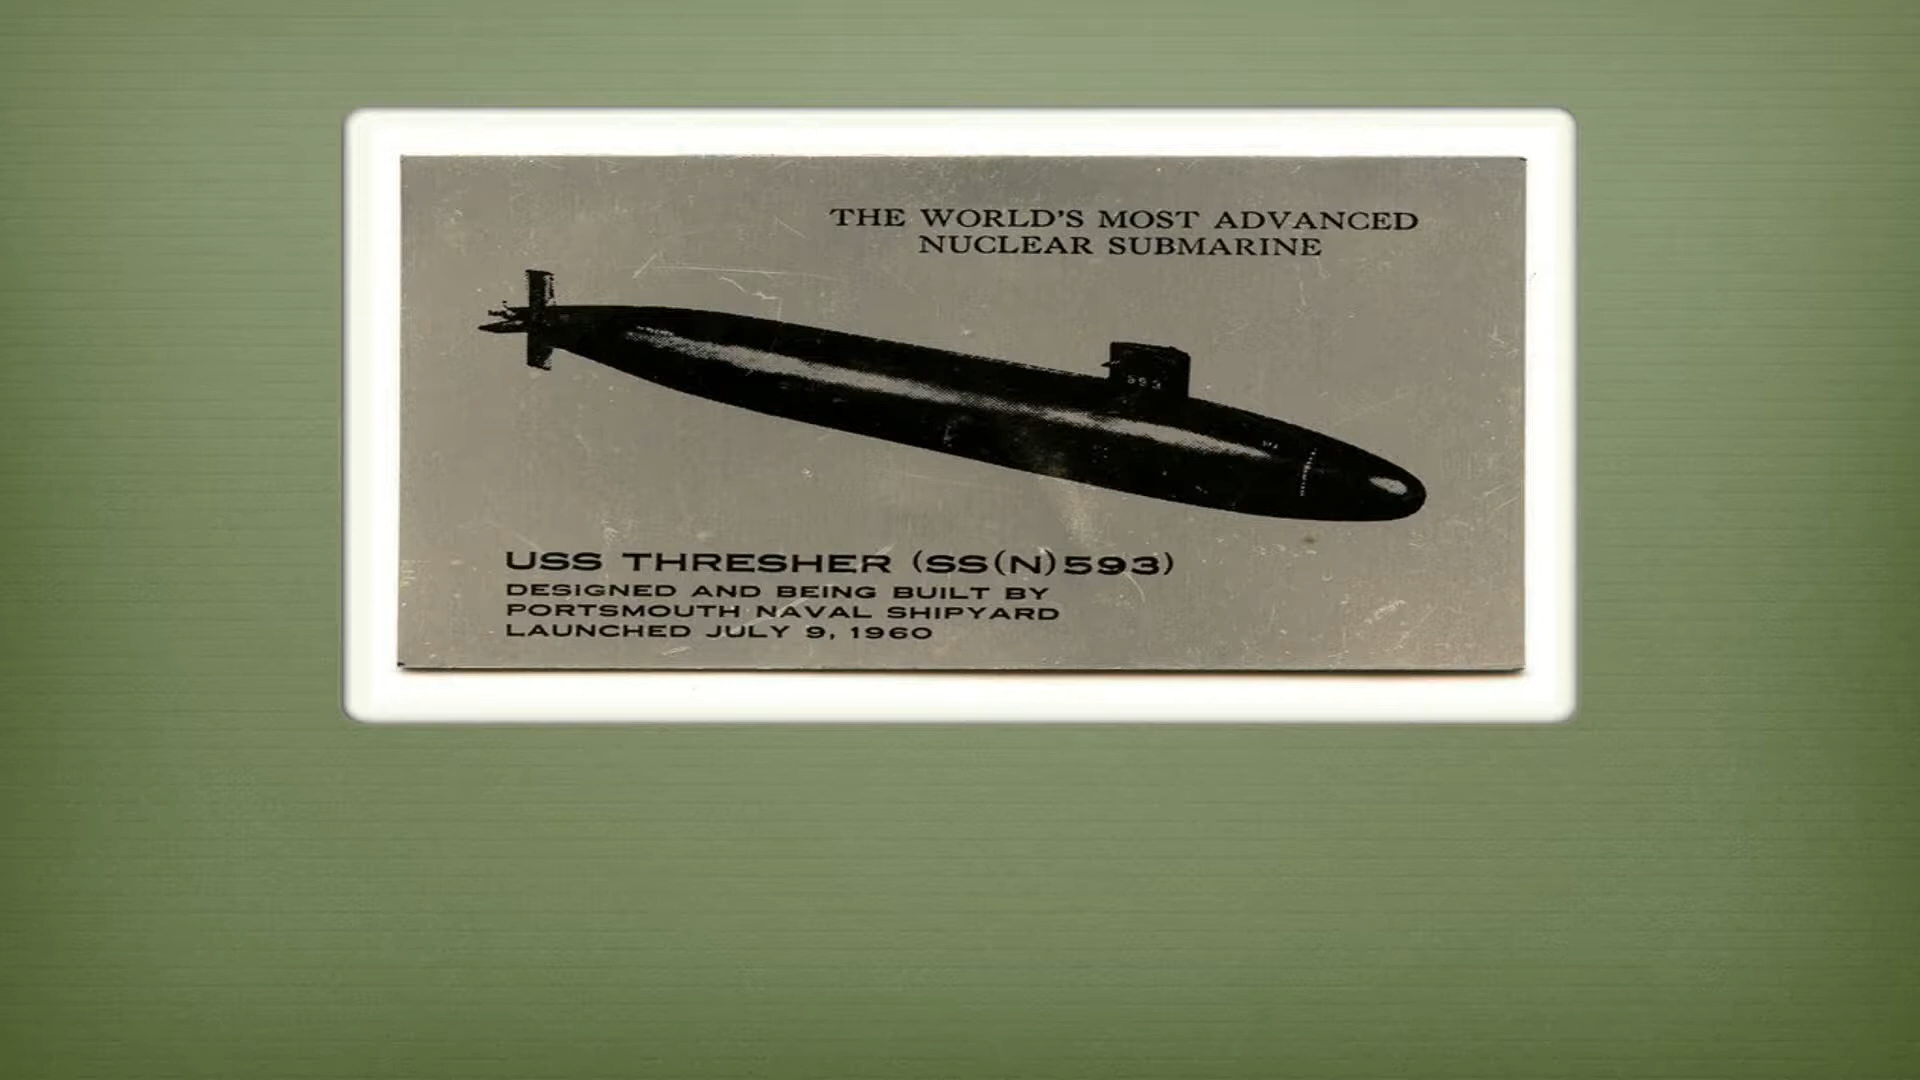 THE WORLD'S MOST ADVANCED
NUCLEAR SUBMARINE
593
USS THRESHER (SS(N)593)
DESIGNED AND BEING BUILT BY
PORTSMOUTH NAVAL SHIPYARD
LAUNCHED JULY 9, 1960